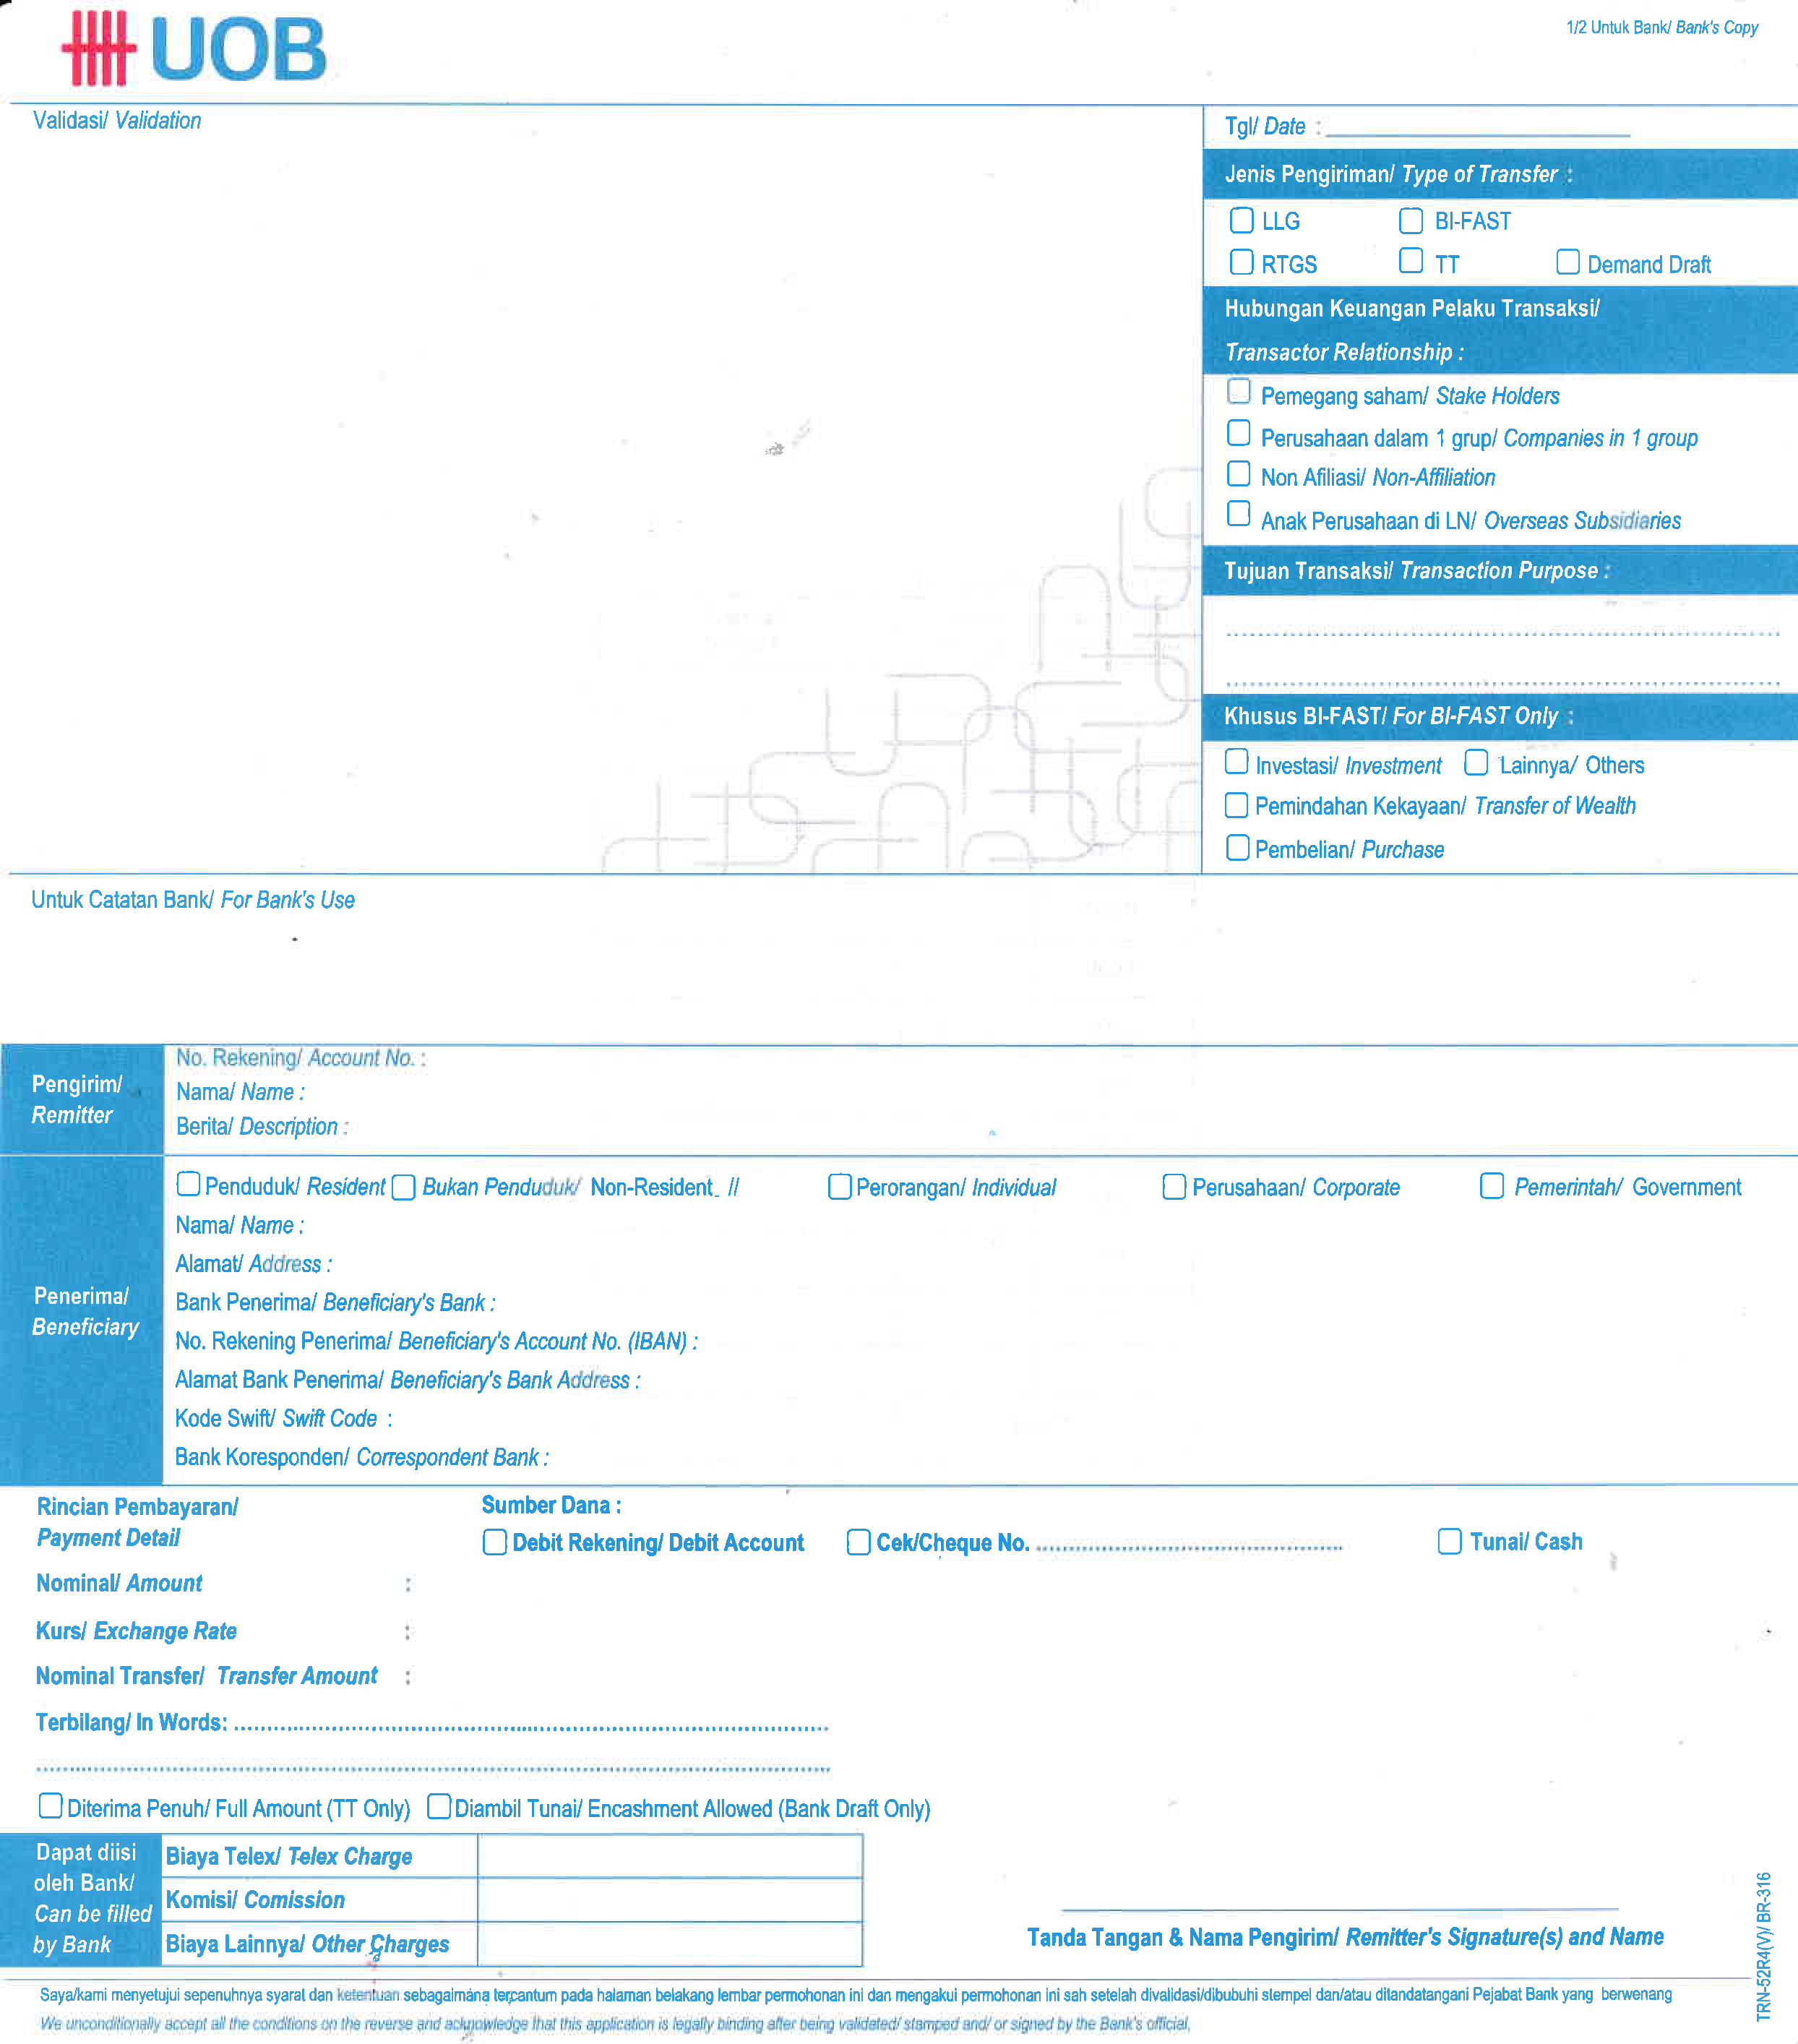 UOB
1/2 Untuk Bank/ Bank's Copy
Validasi/ Validation
Tgl/ Date :
Jenis Pengiriman/ Type of Transfer :
LLG
BI-FAST
RTGS
TT
Demand Draft
Hubungan Keuangan Pelaku Transaksi/
Transactor Relationship :
Pemegang saham/ Stake Holders
Perusahaan dalam 1 grup/ Companies in 1 group
Non Afiliasi/ Non-Affiliation
Anak Perusahaan di LN/ Overseas Subsidiaries
Tujuan Transaksi/ Transaction Purpose :
Khusus BI-FAST/ For BI-FAST Only :
Investasi/ Investment
Lainnya/ Others
Pemindahan Kekayaan/ Transfer of Wealth
Pembelian/ Purchase
Untuk Catatan Bank/ For Bank's Use
Pengirim/
Remitter
No. Rekening/ Account No. :
Nama/ Name :
Berita/ Description :
Penerima/
Beneficiary
Penduduk/ Resident Bukan Penduduk/ Non-Resident // Perorangan/ Individual Perusahaan/ Corporate Pemerintah/ Government
Nama/ Name :
Alamat/ Address :
Bank Penerima/ Beneficiary's Bank :
No. Rekening Penerima/ Beneficiary's Account No. (IBAN) :
Alamat Bank Penerima/ Beneficiary's Bank Address :
Kode Swift/ Swift Code :
Bank Koresponden/ Correspondent Bank :
Rincian Pembayaran/
Payment Detail
Sumber Dana :
Debit Rekening/ Debit Account Cek/Cheque No. Tunai/ Cash
Nominal/ Amount :
Kurs/ Exchange Rate :
Nominal Transfer/ Transfer Amount :
Terbilang/ In Words:
Diterima Penuh/ Full Amount (TT Only) Diambil Tunai/ Encashment Allowed (Bank Draft Only)
Dapat diisi
oleh Bank/
Can be filled
by Bank
Biaya Telex/ Telex Charge
Komisi/ Comission
Biaya Lainnya/ Other Charges
Tanda Tangan & Nama Pengirim/ Remitter's Signature(s) and Name
TRN-52R4(V)/ BR-316
Saya/kami menyetujui sepenuhnya syarat dan ketentuan sebagaimana tercantum pada halaman belakang lembar permohonan ini dan mengakui permohonan ini sah setelah divalidasi/dibubuhi stempel dan/atau ditandatangani Pejabat Bank yang berwenang
We unconditionally accept all the conditions on the reverse and acknowledge that this application is legally binding after being validated/ stamped and/ or signed by the Bank's official.